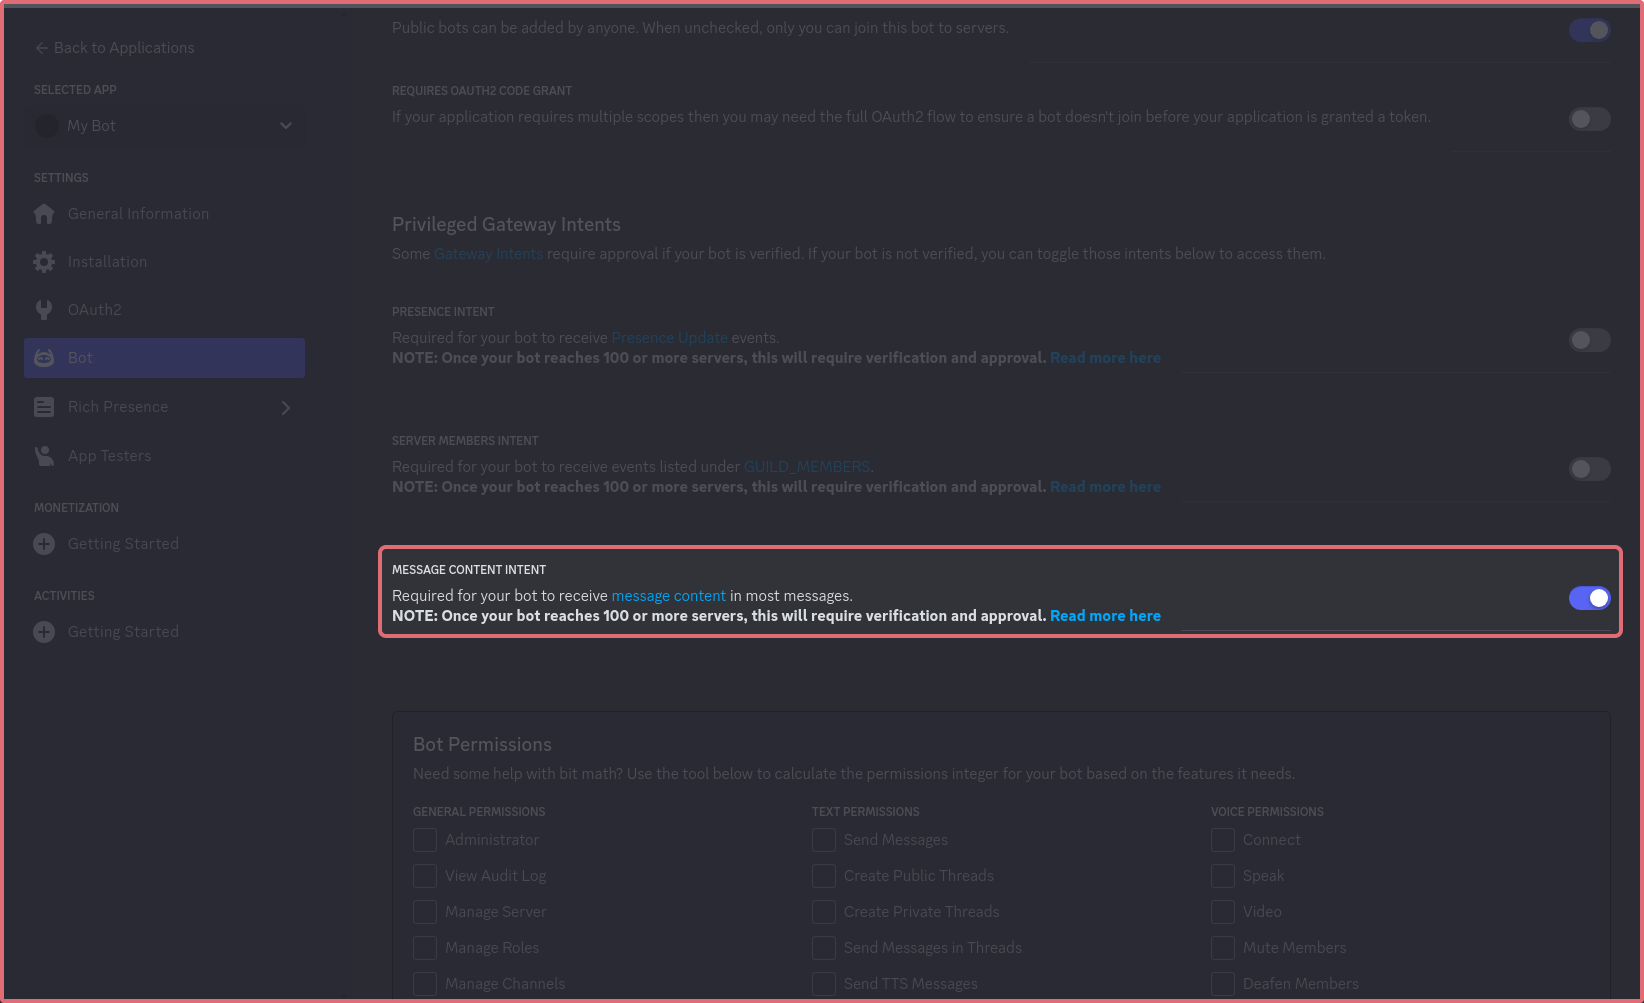 Back to Applications
SELECTED APP
My Bot
SETTINGS
General Information
Installation
OAuth2
Bot
Rich Presence
App Testers
MONETIZATION
Getting Started
ACTIVITIES
Getting Started
Public bots can be added by anyone. When unchecked, only you can join this bot to servers.
REQUIRES OAUTH2 CODE GRANT
If your application requires multiple scopes then you may need the full OAuth2 flow to ensure a bot doesn't join before your application is granted a token.
Privileged Gateway Intents
Some Gateway Intents require approval if your bot is verified. If your bot is not verified, you can toggle those intents below to access them.
PRESENCE INTENT
Required for your bot to receive Presence Update events.
NOTE: Once your bot reaches 100 or more servers, this will require verification and approval. Read more here
SERVER MEMBERS INTENT
Required for your bot to receive events listed under GUILD_MEMBERS.
NOTE: Once your bot reaches 100 or more servers, this will require verification and approval. Read more here
MESSAGE CONTENT INTENT
Required for your bot to receive message content in most messages.
NOTE: Once your bot reaches 100 or more servers, this will require verification and approval. Read more here
Bot Permissions
Need some help with bit math? Use the tool below to calculate the permissions integer for your bot based on the features it needs.
GENERAL PERMISSIONS
Administrator
View Audit Log
Manage Server
Manage Roles
Manage Channels
TEXT PERMISSIONS
Send Messages
Create Public Threads
Create Private Threads
Send Messages in Threads
Send TTS Messages
VOICE PERMISSIONS
Connect
Speak
Video
Mute Members
Deafen Members